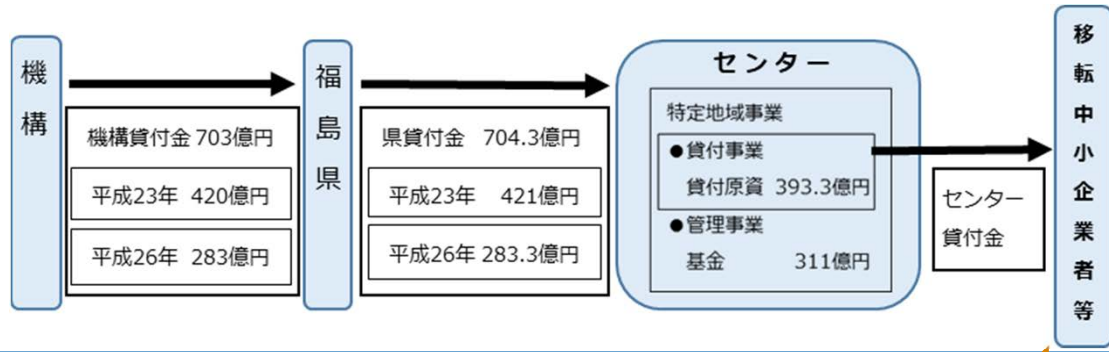 機構
機構貸付金 703億円
平成23年 420億円
平成26年 283億円
福島県
県貸付金 704.3億円
平成23年 421億円
平成26年 283.3億円
センター
特定地域事業
●貸付事業
貸付原資 393.3億円
●管理事業
基金 311億円
センター
貸付金
移転中小企業者等